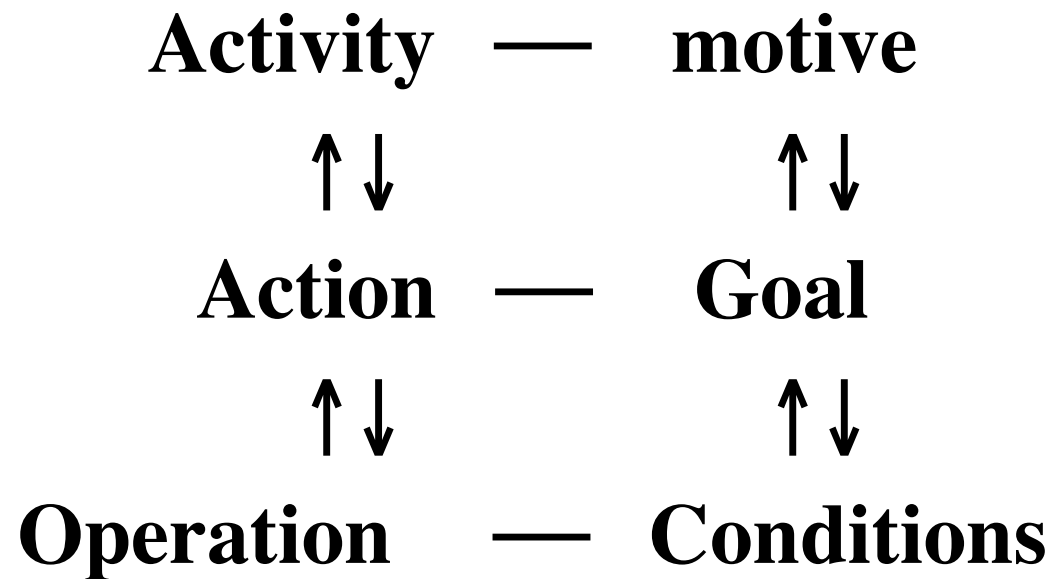 Activity — motive
↑↓ ↑↓
Action — Goal
↑↓ ↑↓
Operation — Conditions